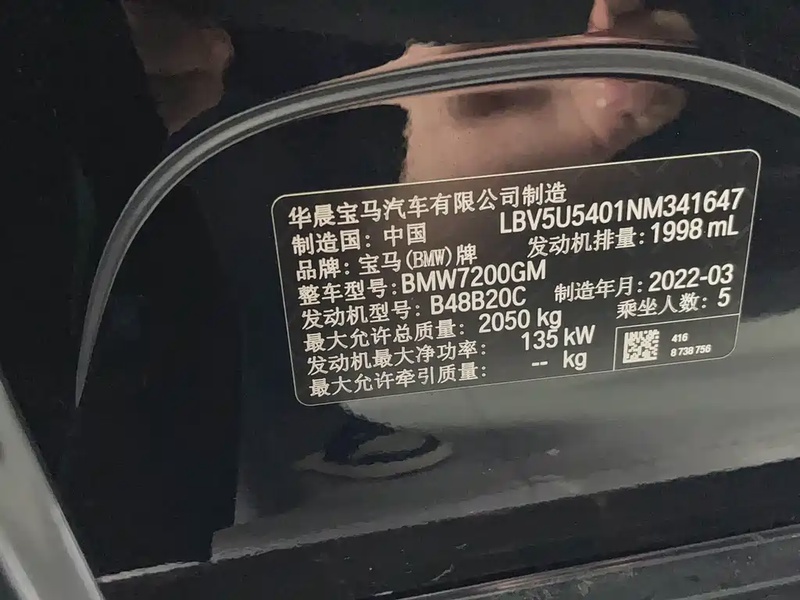 华晨宝马汽车有限公司制造
制造国：中国 LBV5U5401NM341647
品牌：宝马(BMW)牌 发动机排量：1998 mL
整车型号：BMW7200GM
发动机型号：B48B20C 制造年月：2022-03
最大允许总质量：2050 kg 乘坐人数：5
发动机最大净功率：135 kW
最大允许牵引质量：-- kg
416
8 738 756